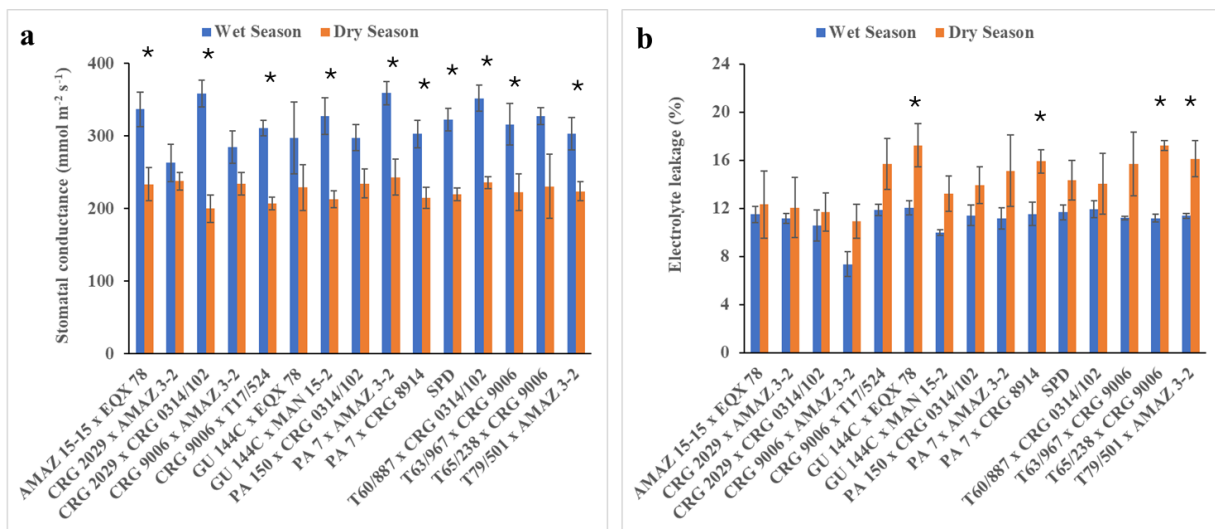 a
Wet Season Dry Season
Stomatal conductance (mmol m⁻² s⁻¹)
400
300
200
100
0
* * * * * * * * * *
AMAZ 15-15 x EQX 78
CRG 2029 x AMAZ 3-2
CRG 2029 x CRG 0314/102
CRG 9006 x AMAZ 3-2
CRG 9006 x T17/524
GU 144C x EQX 78
GU 144C x MAN 15-2
PA 150 x CRG 0314/102
PA 7 x AMAZ 3-2
PA 7 x CRG 8914
SPD
T60/887 x CRG 0314/102
T63/967 x CRG 9006
T65/238 x CRG 9006
T79/501 x AMAZ 3-2
b
Wet Season Dry Season
Electrolyte leakage (%)
24
20
16
12
8
4
0
* * * *
AMAZ 15-15 x EQX 78
CRG 2029 x AMAZ 3-2
CRG 2029 x CRG 0314/102
CRG 9006 x AMAZ 3-2
CRG 9006 x T17/524
GU 144C x EQX 78
GU 144C x MAN 15-2
PA 150 x CRG 0314/102
PA 7 x AMAZ 3-2
PA 7 x CRG 8914
SPD
T60/887 x CRG 0314/102
T63/967 x CRG 9006
T65/238 x CRG 9006
T79/501 x AMAZ 3-2